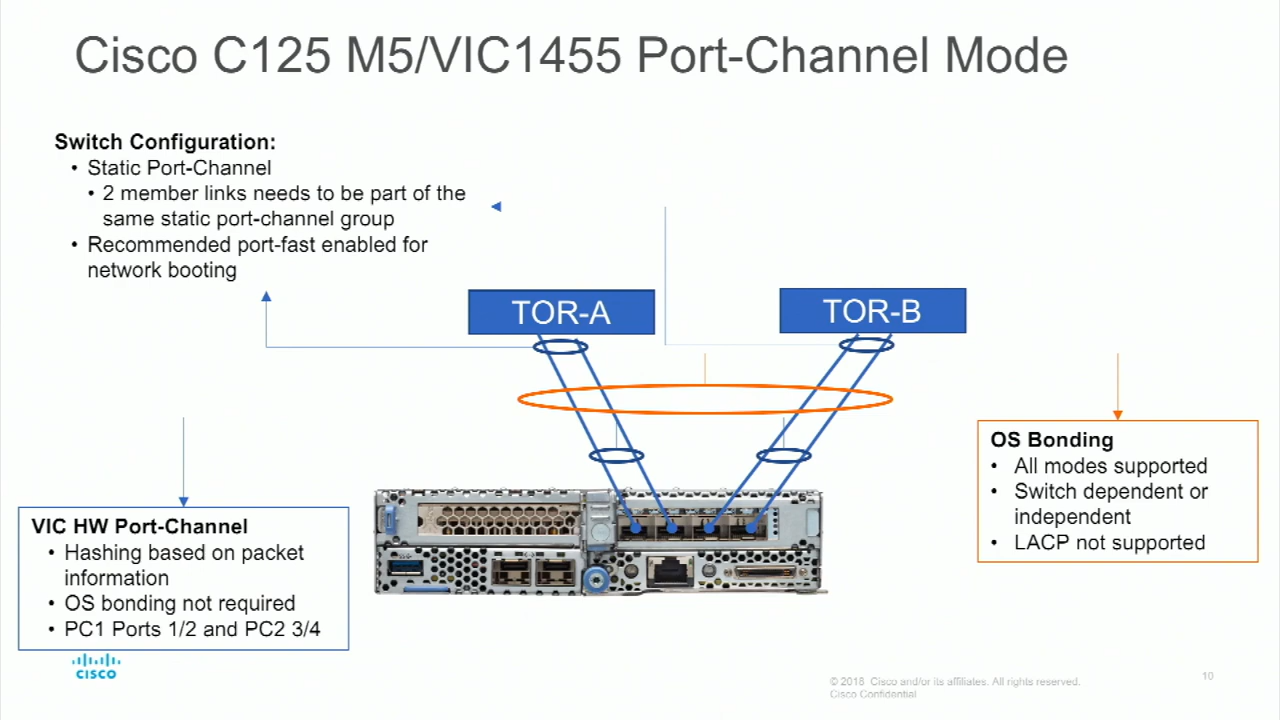 Cisco C125 M5/VIC1455 Port-Channel Mode
Switch Configuration:
• Static Port-Channel
• 2 member links needs to be part of the
same static port-channel group
• Recommended port-fast enabled for
network booting
TOR-A
TOR-B
OS Bonding
• All modes supported
• Switch dependent or
independent
• LACP not supported
VIC HW Port-Channel
• Hashing based on packet
information
• OS bonding not required
• PC1 Ports 1/2 and PC2 3/4
CISCO
© 2018 Cisco and/or its affiliates. All rights reserved.
Cisco Confidential
10